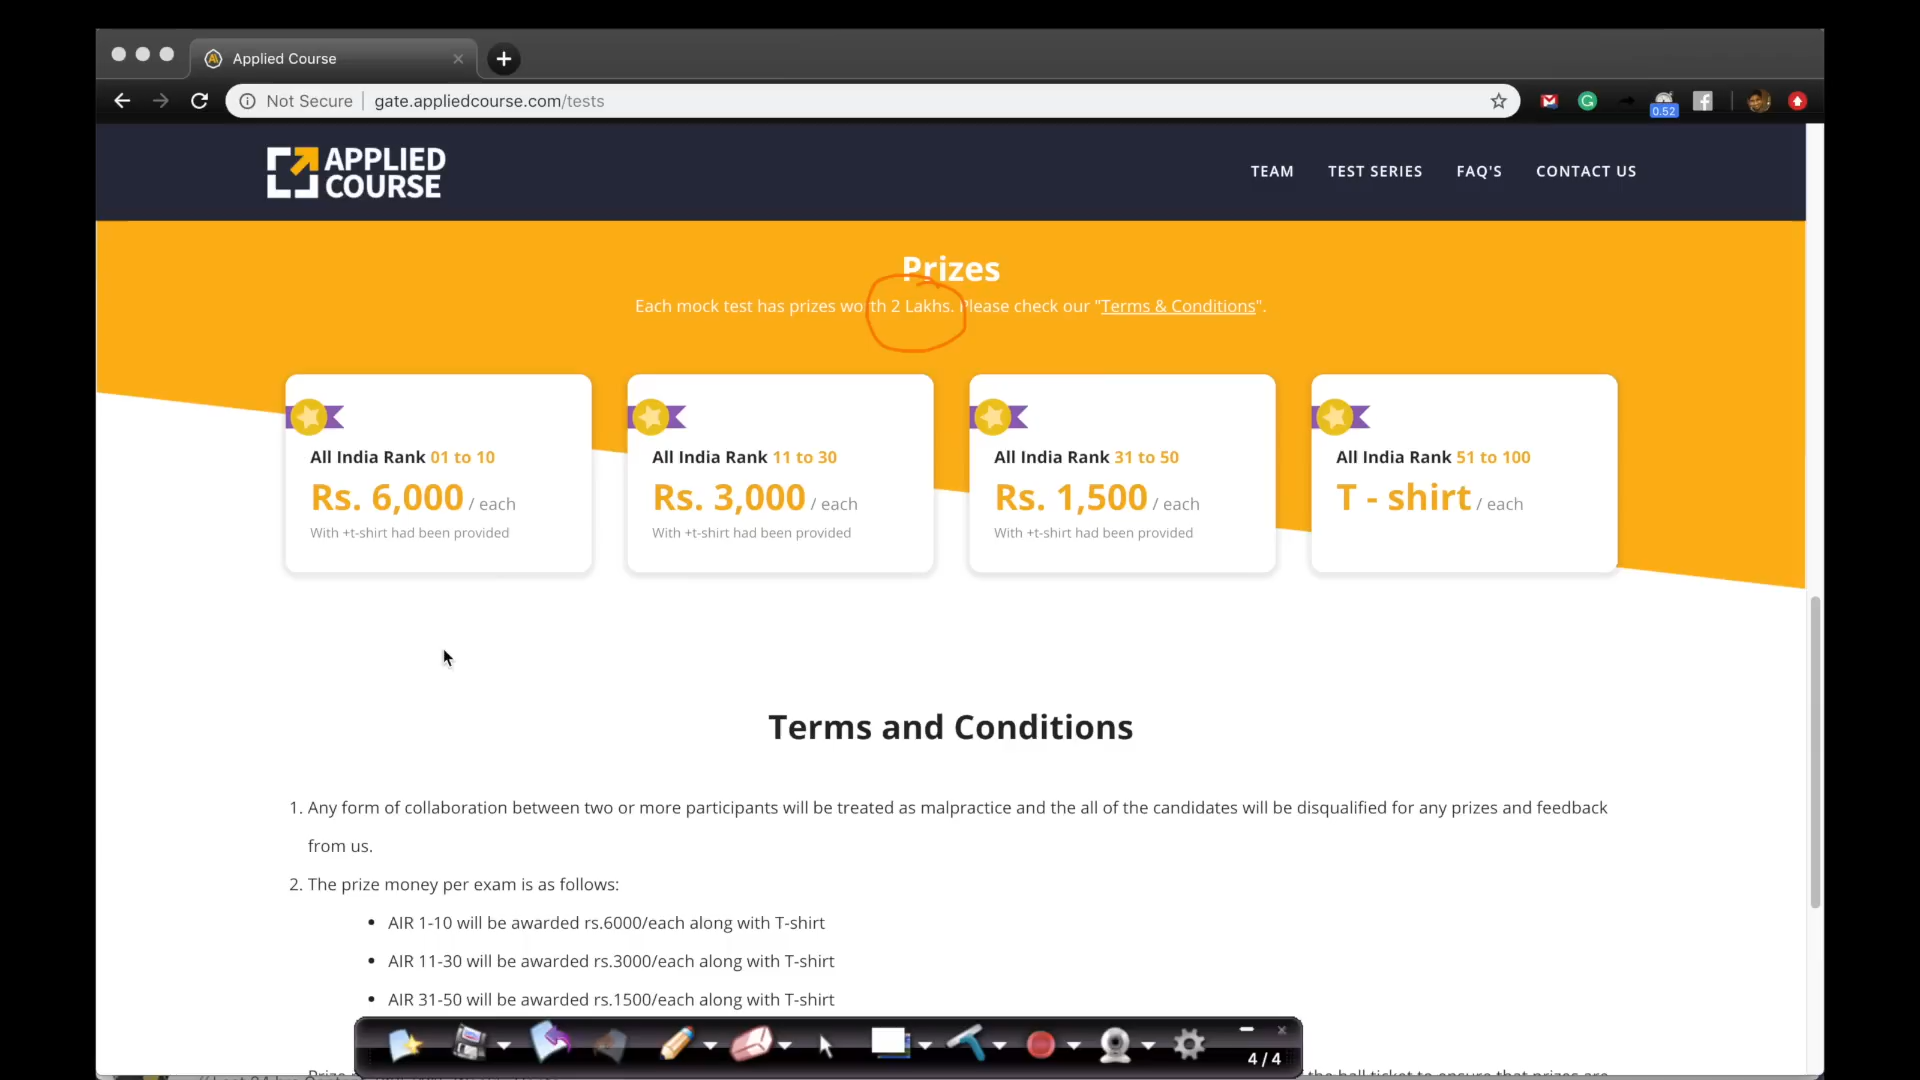 Applied Course
Not Secure
gate.appliedcourse.com/tests
0.52
APPLIED
COURSE
TEAM
TEST SERIES
FAQ'S
CONTACT US
Prizes
Each mock test has prizes worth 2 Lakhs. Please check our "Terms & Conditions".
All India Rank 01 to 10
Rs. 6,000 / each
With +t-shirt had been provided
All India Rank 11 to 30
Rs. 3,000 / each
With +t-shirt had been provided
All India Rank 31 to 50
Rs. 1,500 / each
With +t-shirt had been provided
All India Rank 51 to 100
T - shirt / each
Terms and Conditions
1. Any form of collaboration between two or more participants will be treated as malpractice and the all of the candidates will be disqualified for any prizes and feedback
from us.
2. The prize money per exam is as follows:
• AIR 1-10 will be awarded rs.6000/each along with T-shirt
• AIR 11-30 will be awarded rs.3000/each along with T-shirt
• AIR 31-50 will be awarded rs.1500/each along with T-shirt
4 / 4
the hall ticket to ensure that prizes are